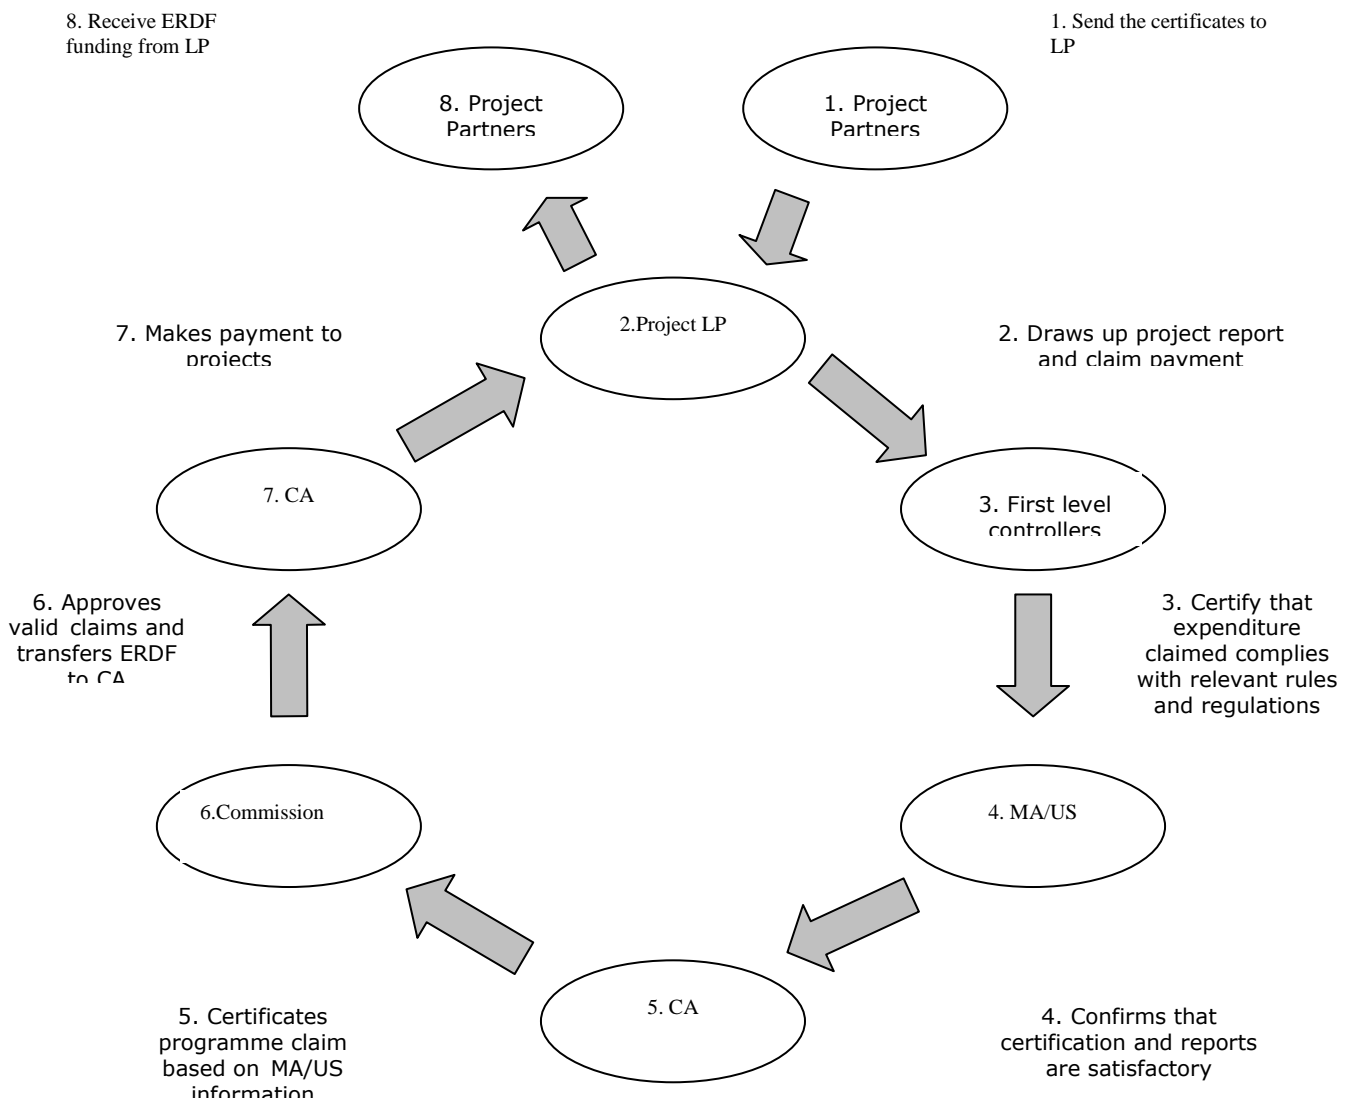 8. Receive ERDF
funding from LP
1. Send the certificates to
LP
8. Project
Partners
1. Project
Partners
2.Project LP
7. Makes payment to
projects
2. Draws up project report
and claim payment
7. CA
3. First level
controllers
6. Approves
valid claims and
transfers ERDF
to CA
3. Certify that
expenditure
claimed complies
with relevant rules
and regulations
6.Commission
4. MA/US
5. CA
5. Certificates
programme claim
based on MA/US
information
4. Confirms that
certification and reports
are satisfactory